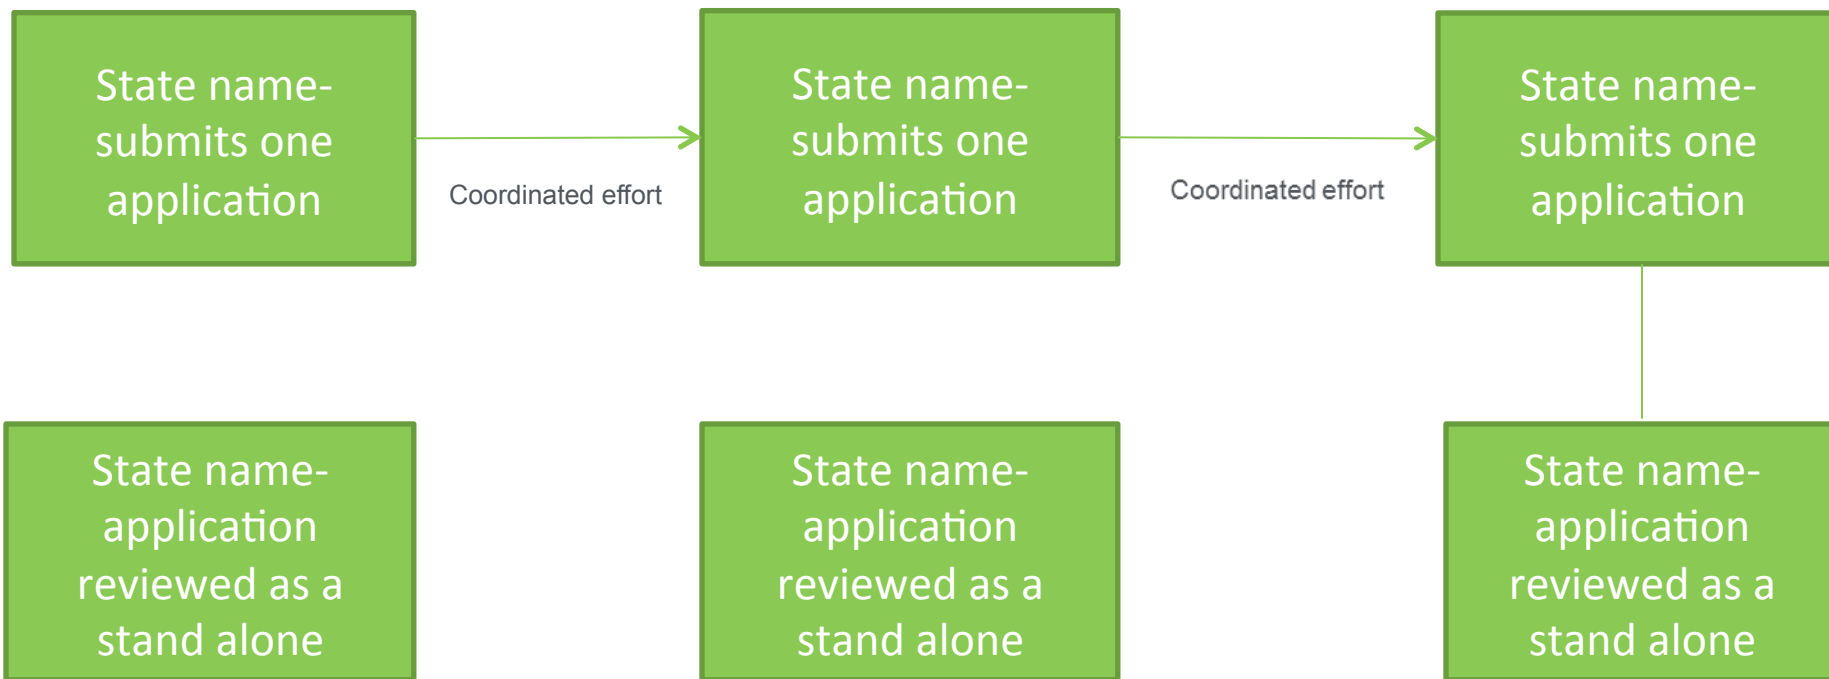 State name-
submits one
application
Coordinated effort
State name-
submits one
application
Coordinated effort
State name-
submits one
application
State name-
application
reviewed as a
stand alone
State name-
application
reviewed as a
stand alone
State name-
application
reviewed as a
stand alone